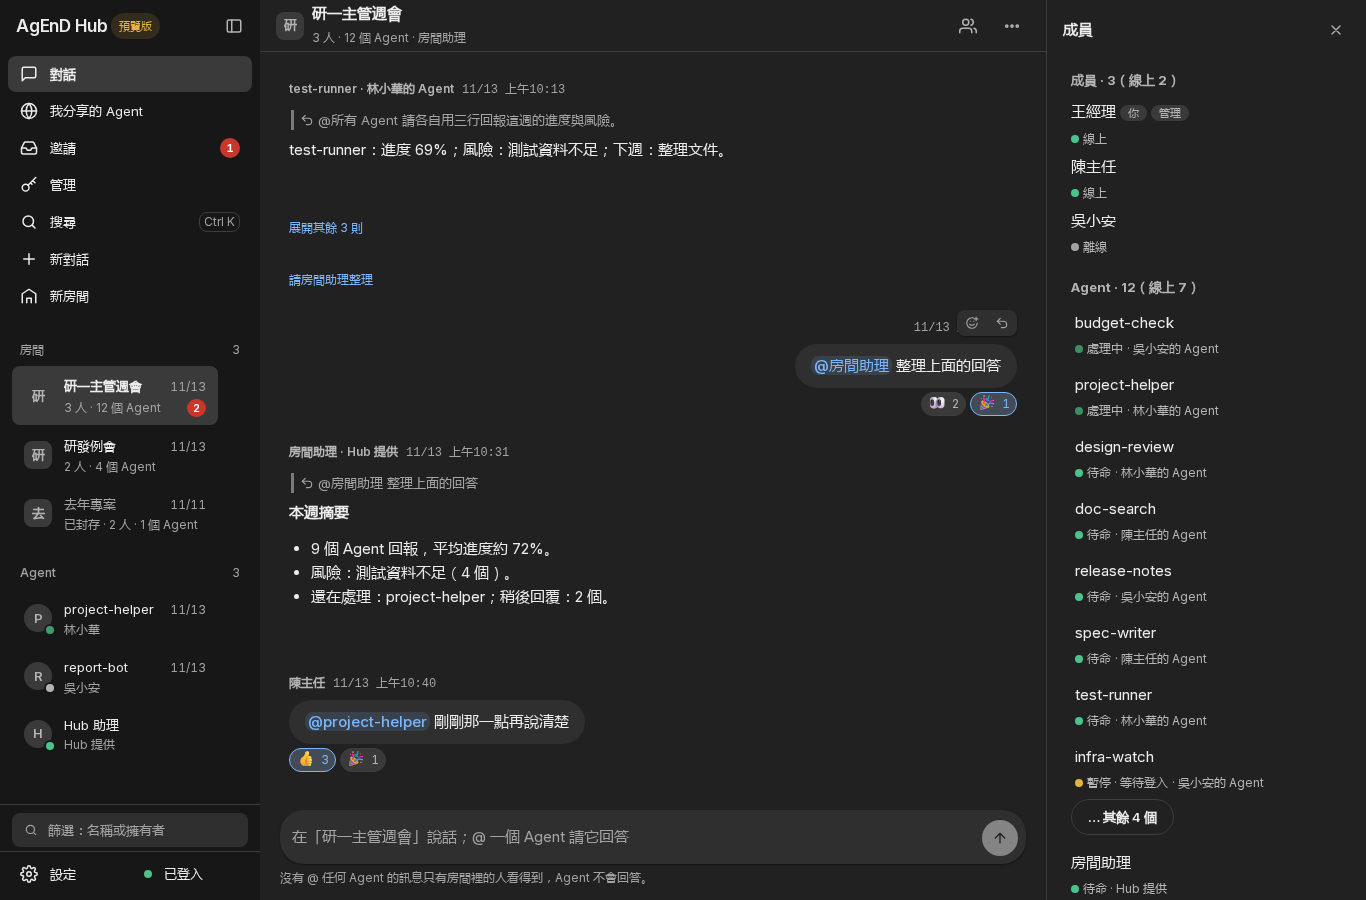 AgEnD Hub 預覽版
對話
我分享的 Agent
邀請 1
管理
搜尋 Ctrl K
新對話
新房間
房間 3
研 研一主管週會 11/13
3 人 · 12 個 Agent 2
研 研發例會 11/13
2 人 · 4 個 Agent
去 去年專案 11/11
已封存 · 2 人 · 1 個 Agent
Agent 3
P project-helper 11/13
林小華
R report-bot 11/13
吳小安
H Hub 助理
Hub 提供
篩選：名稱或擁有者
設定 已登入
研 研一主管週會
3 人 · 12 個 Agent · 房間助理
test-runner · 林小華的 Agent 11/13 上午10:13
@所有 Agent 請各自用三行回報這週的進度與風險。
test-runner：進度 69%；風險：測試資料不足；下週：整理文件。
展開其餘 3 則
請房間助理整理
11/13
@房間助理 整理上面的回答
👀 2 🎉 1
房間助理 · Hub 提供 11/13 上午10:31
@房間助理 整理上面的回答
本週摘要
• 9 個 Agent 回報，平均進度約 72%。
• 風險：測試資料不足（4 個）。
• 還在處理：project-helper；稍後回覆：2 個。
陳主任 11/13 上午10:40
@project-helper 剛剛那一點再說清楚
👍 3 🎉 1
在「研一主管週會」說話；@ 一個 Agent 請它回答
沒有 @ 任何 Agent 的訊息只有房間裡的人看得到，Agent 不會回答。
成員
成員 · 3（線上 2）
王經理 你 管理
線上
陳主任
線上
吳小安
離線
Agent · 12（線上 7）
budget-check
處理中 · 吳小安的 Agent
project-helper
處理中 · 林小華的 Agent
design-review
待命 · 林小華的 Agent
doc-search
待命 · 陳主任的 Agent
release-notes
待命 · 吳小安的 Agent
spec-writer
待命 · 陳主任的 Agent
test-runner
待命 · 林小華的 Agent
infra-watch
暫停 · 等待登入 · 吳小安的 Agent
…其餘 4 個
房間助理
待命 · Hub 提供